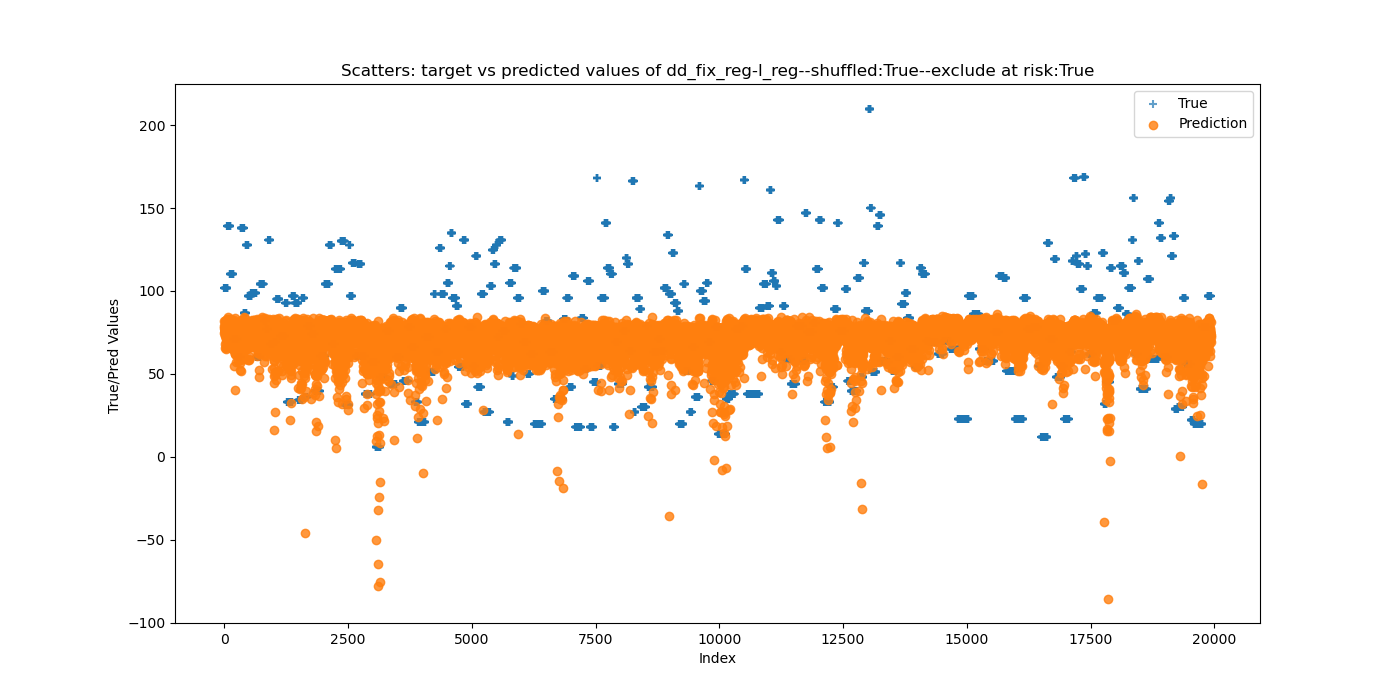 Scatters: target vs predicted values of dd_fix_reg-l_reg--shuffled:True--exclude at risk:True
True
Prediction
200
150
100
50
0
−50
−100
True/Pred Values
0 2500 5000 7500 10000 12500 15000 17500 20000
Index